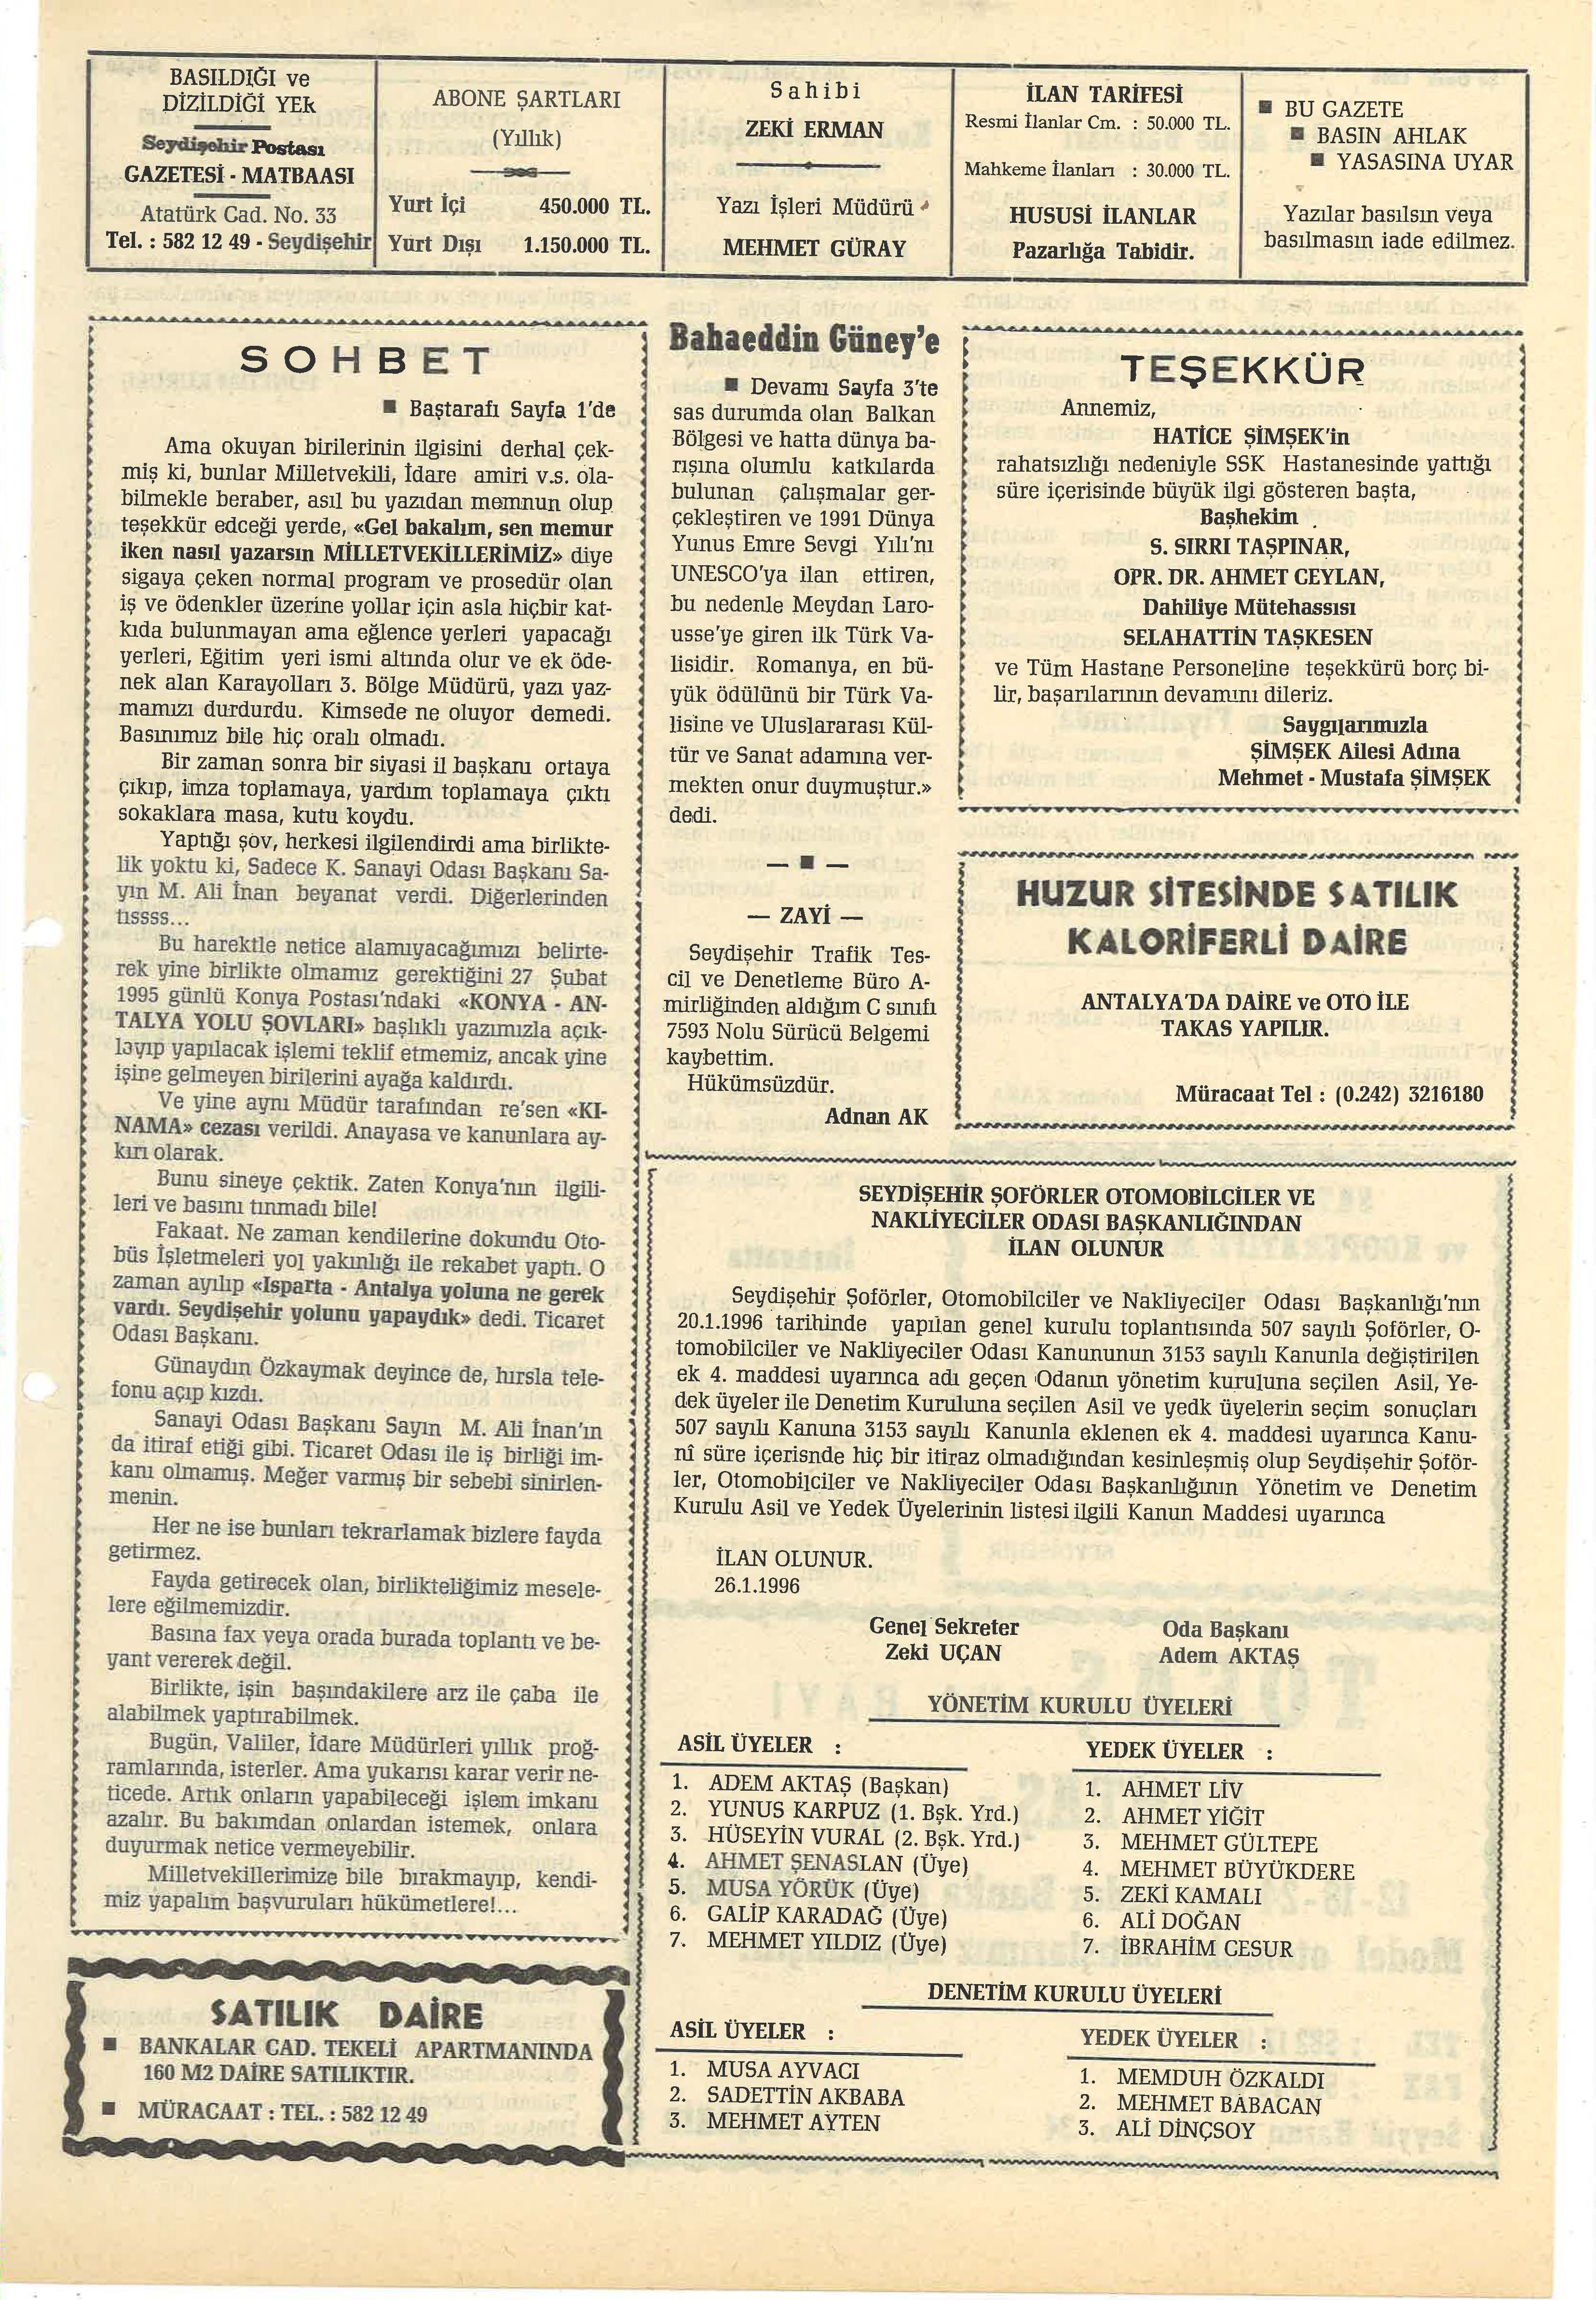 BASILDIĞI ve
DİZİLDİĞİ YER
Seydişehir Postası
GAZETESİ - MATBAASI
Atatürk Cad. No. 33
Tel. : 582 12 49 - Seydişehir
ABONE ŞARTLARI
(Yıllık)
Yurt İçi 450.000 TL.
Yurt Dışı 1.150.000 TL.
Sahibi
ZEKİ ERMAN
Yazı İşleri Müdürü
MEHMET GÜRAY
İLAN TARİFESİ
Resmi İlanlar Cm. : 50.000 TL.
Mahkeme İlanları : 30.000 TL.
HUSUSİ İLANLAR
Pazarlığa Tabidir.
■ BU GAZETE
■ BASIN AHLAK
■ YASASINA UYAR
Yazılar basılsın veya
basılmasın iade edilmez.
SOHBET
■ Baştarafı Sayfa 1'de
Ama okuyan birilerinin ilgisini derhal çek-
miş ki, bunlar Milletvekili, İdare amiri v.s. ola-
bilmekle beraber, asıl bu yazıdan memnun olup
teşekkür edceği yerde, «Gel bakalım, sen memur
iken nasıl yazarsın MİLLETVEKİLLERİMİZ» diye
sigaya çeken normal program ve prosedür olan
iş ve ödenkler üzerine yollar için asla hiçbir kat-
kıda bulunmayan ama eğlence yerleri yapacağı
yerleri, Eğitim yeri ismi altında olur ve ek öde-
nek alan Karayolları 3. Bölge Müdürü, yazı yaz-
mamızı durdurdu. Kimsede ne oluyor demedi.
Basınımız bile hiç oralı olmadı.
Bir zaman sonra bir siyasi il başkanı ortaya
çıkıp, imza toplamaya, yardım toplamaya çıktı
sokaklara masa, kutu koydu.
Yaptığı şov, herkesi ilgilendirdi ama birlikte-
lik yoktu ki, Sadece K. Sanayi Odası Başkanı Sa-
yın M. Ali İnan beyanat verdi. Diğerlerinden
tıssss...
Bu harektle netice alamıyacağımızı belirte-
rek yine birlikte olmamız gerektiğini 27 Şubat
1995 günlü Konya Postası'ndaki «KONYA - AN-
TALYA YOLU ŞOVLARI» başlıklı yazımızla açık-
layıp yapılacak işlemi teklif etmemiz, ancak yine
işine gelmeyen birilerini ayağa kaldırdı.
Ve yine aynı Müdür tarafından re'sen «KI-
NAMA» cezası verildi. Anayasa ve kanunlara ay-
kırı olarak.
Bunu sineye çektik. Zaten Konya'nın ilgili-
leri ve basını tınmadı bile!
Fakaat. Ne zaman kendilerine dokundu Oto-
büs İşletmeleri yol yakınlığı ile rekabet yaptı. O
zaman ayılıp «Isparta - Antalya yoluna ne gerek
vardı. Seydişehir yolunu yapaydık» dedi. Ticaret
Odası Başkanı.
Günaydın Özkaymak deyince de, hırsla tele-
fonu açıp kızdı.
Sanayi Odası Başkanı Sayın M. Ali İnan'ın
da itiraf etiği gibi. Ticaret Odası ile iş birliği im-
kanı olmamış. Meğer varmış bir sebebi sinirlen-
menin.
Her ne ise bunları tekrarlamak bizlere fayda
getirmez.
Fayda getirecek olan, birlikteliğimiz mesele-
lere eğilmemizdir.
Basına fax veya orada burada toplantı ve be-
yant vererek değil.
Birlikte, işin başındakilere arz ile çaba ile
alabilmek yaptırabilmek.
Bugün, Valiler, İdare Müdürleri yıllık proğ-
ramlarında, isterler. Ama yukarısı karar verir ne-
ticede. Artık onların yapabileceği işlem imkanı
azalır. Bu bakımdan onlardan istemek, onlara
duyurmak netice vermeyebilir.
Milletvekillerimize bile bırakmayıp, kendi-
miz yapalım başvuruları hükümetlere!...
SATILIK DAİRE
■ BANKALAR CAD. TEKELİ APARTMANINDA
160 M2 DAİRE SATILIKTIR.
■ MÜRACAAT : TEL. : 582 12 49
Bahaeddin Güney'e
■ Devamı Sayfa 3'te
sas durumda olan Balkan
Bölgesi ve hatta dünya ba-
rışına olumlu katkılarda
bulunan çalışmalar ger-
çekleştiren ve 1991 Dünya
Yunus Emre Sevgi Yılı'nı
UNESCO'ya ilan ettiren,
bu nedenle Meydan Laro-
usse'ye giren ilk Türk Va-
lisidir. Romanya, en bü-
yük ödülünü bir Türk Va-
lisine ve Uluslararası Kül-
tür ve Sanat adamına ver-
mekten onur duymuştur.»
dedi.
— ■ —
— ZAYİ —
Seydişehir Trafik Tes-
cil ve Denetleme Büro A-
mirliğinden aldığım C sınıfı
7593 Nolu Sürücü Belgemi
kaybettim.
Hükümsüzdür.
Adnan AK
TEŞEKKÜR
Annemiz,
HATİCE ŞİMŞEK'in
rahatsızlığı nedeniyle SSK Hastanesinde yattığı
süre içerisinde büyük ilgi gösteren başta,
Başhekim
S. SIRRI TAŞPINAR,
OPR. DR. AHMET CEYLAN,
Dahiliye Mütehassısı
SELAHATTİN TAŞKESEN
ve Tüm Hastane Personeline teşekkürü borç bi-
lir, başarılarının devamını dileriz.
Saygılarımızla
ŞİMŞEK Ailesi Adına
Mehmet - Mustafa ŞİMŞEK
HUZUR SİTESİNDE SATILIK
KALORİFERLİ DAİRE
ANTALYA'DA DAİRE ve OTO İLE
TAKAS YAPILIR.
Müracaat Tel : (0.242) 3216180
SEYDİŞEHİR ŞOFÖRLER OTOMOBİLCİLER VE
NAKLİYECİLER ODASI BAŞKANLIĞINDAN
İLAN OLUNUR
Seydişehir Şoförler, Otomobilciler ve Nakliyeciler Odası Başkanlığı'nın
20.1.1996 tarihinde yapılan genel kurulu toplantısında 507 sayılı Şoförler, O-
tomobilciler ve Nakliyeciler Odası Kanununun 3153 sayılı Kanunla değiştirilen
ek 4. maddesi uyarınca adı geçen Odanın yönetim kuruluna seçilen Asil, Ye-
dek üyeler ile Denetim Kuruluna seçilen Asil ve yedk üyelerin seçim sonuçları
507 sayılı Kanuna 3153 sayılı Kanunla eklenen ek 4. maddesi uyarınca Kanu-
nî süre içerisnde hiç bir itiraz olmadığından kesinleşmiş olup Seydişehir Şoför-
ler, Otomobilciler ve Nakliyeciler Odası Başkanlığının Yönetim ve Denetim
Kurulu Asil ve Yedek Üyelerinin listesi ilgili Kanun Maddesi uyarınca
İLAN OLUNUR.
26.1.1996
Genel Sekreter
Zeki UÇAN
Oda Başkanı
Adem AKTAŞ
YÖNETİM KURULU ÜYELERİ
ASİL ÜYELER :
1. ADEM AKTAŞ (Başkan)
2. YUNUS KARPUZ (1. Bşk. Yrd.)
3. HÜSEYİN VURAL (2. Bşk. Yrd.)
4. AHMET ŞENASLAN (Üye)
5. MUSA YÖRÜK (Üye)
6. GALİP KARADAĞ (Üye)
7. MEHMET YILDIZ (Üye)
YEDEK ÜYELER :
1. AHMET LİV
2. AHMET YİĞİT
3. MEHMET GÜLTEPE
4. MEHMET BÜYÜKDERE
5. ZEKİ KAMALI
6. ALİ DOĞAN
7. İBRAHİM CESUR
DENETİM KURULU ÜYELERİ
ASİL ÜYELER :
1. MUSA AYVACI
2. SADETTİN AKBABA
3. MEHMET AYTEN
YEDEK ÜYELER :
1. MEMDUH ÖZKALDI
2. MEHMET BABACAN
3. ALİ DİNÇSOY